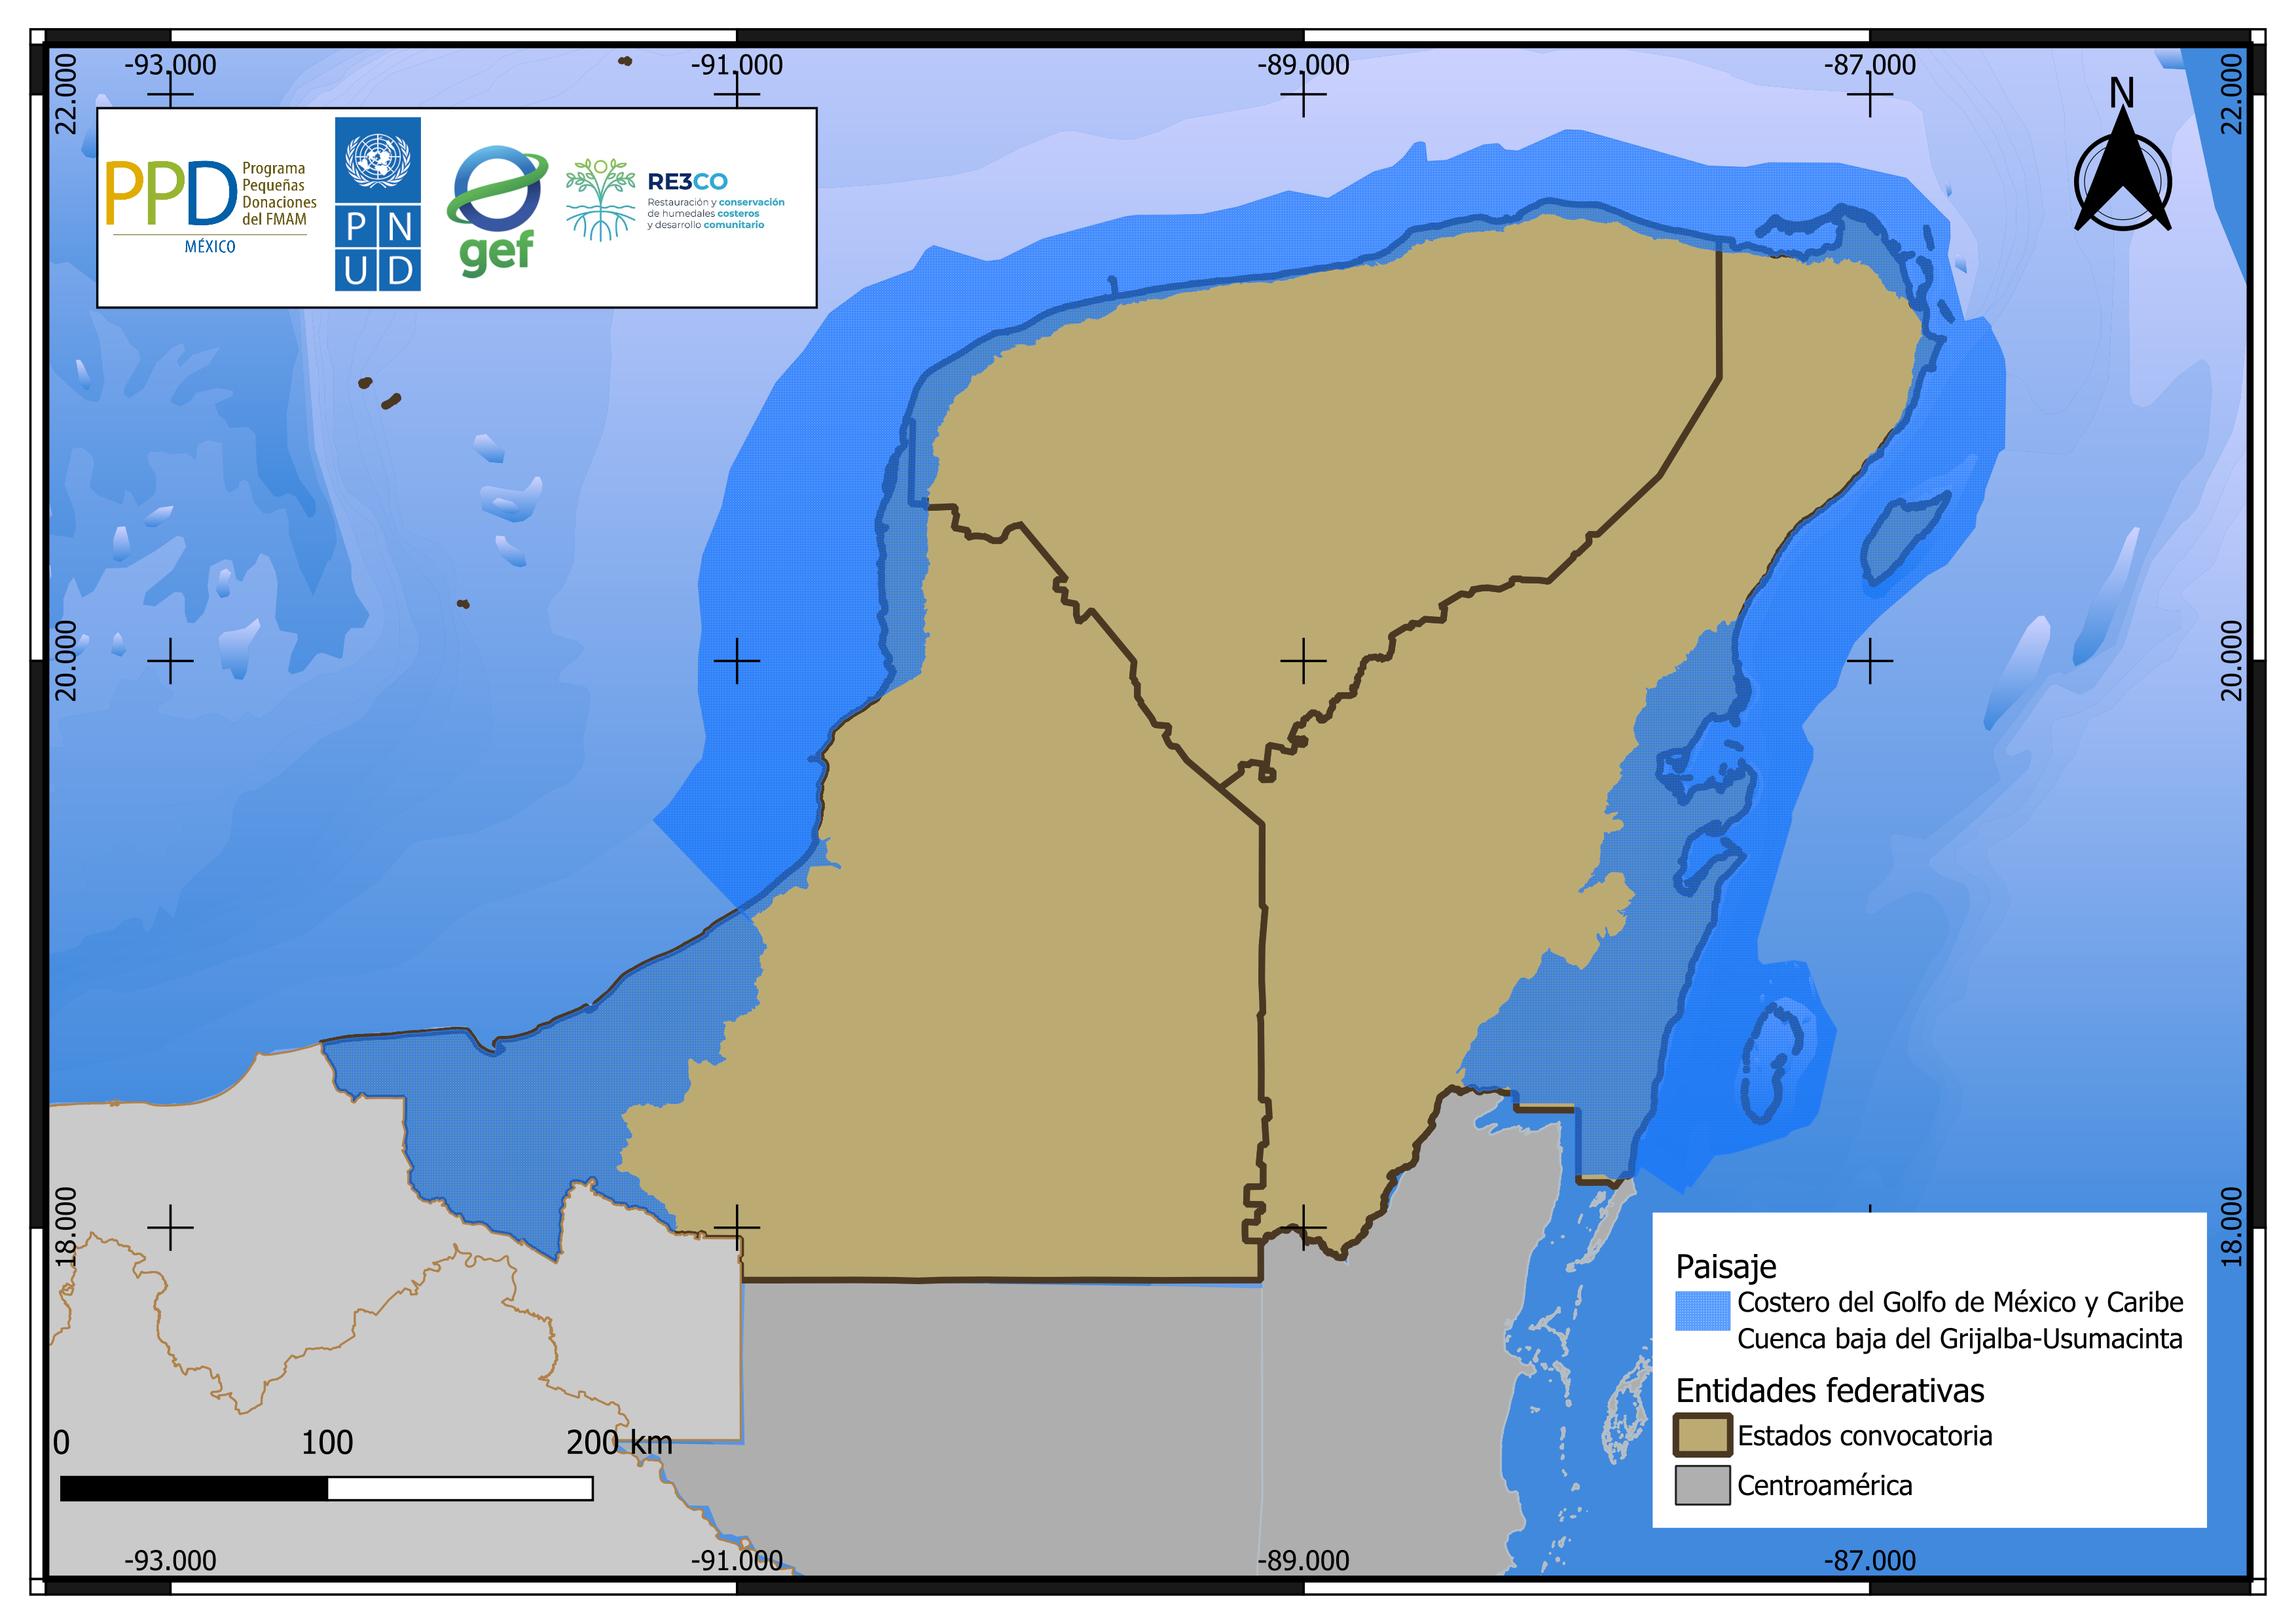 -93.000
-91.000
-89.000
-87.000
22.000
22.000
N
PPD
Programa
Pequeñas
Donaciones
del FMAM
MÉXICO
P N
U D
gef
RE3CO
Restauración y conservación
de humedales costeros
y desarrollo comunitario
20.000
20.000
18.000
18.000
Paisaje
Costero del Golfo de México y Caribe
Cuenca baja del Grijalba-Usumacinta
Entidades federativas
Estados convocatoria
Centroamérica
0
100
200 km
-93.000
-91.000
-89.000
-87.000